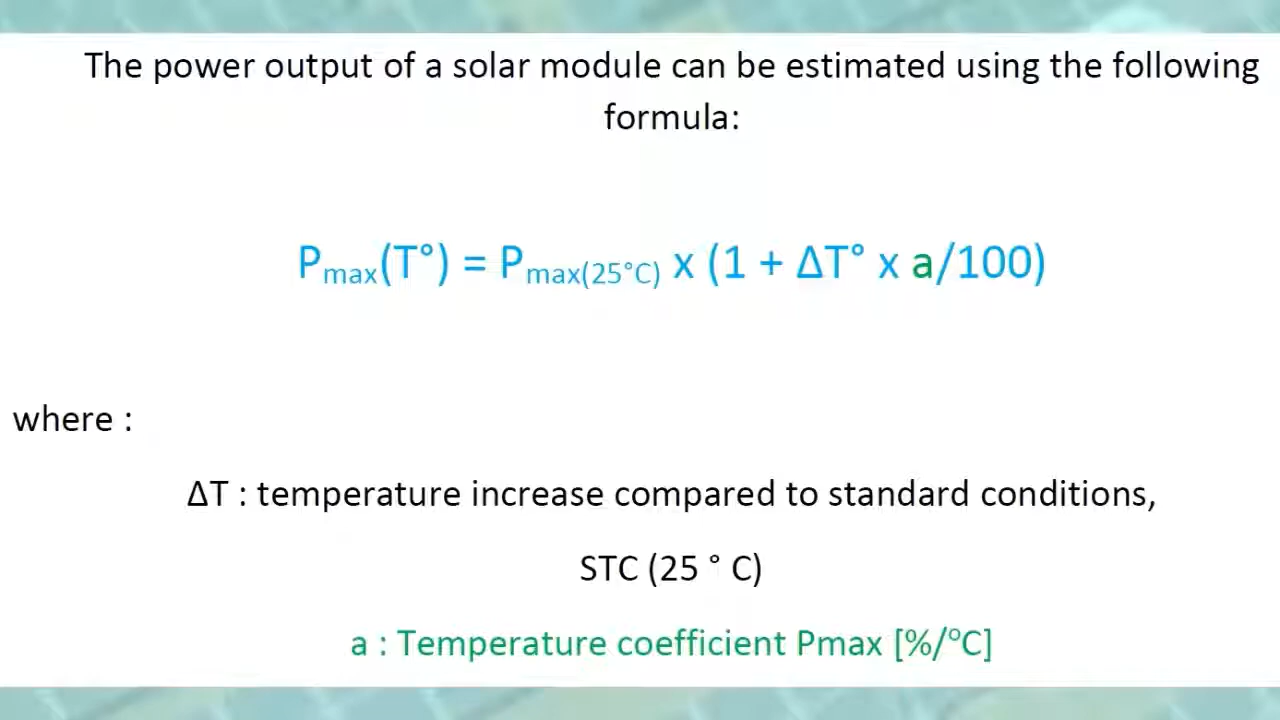 The power output of a solar module can be estimated using the following
formula:
Pmax(T°) = Pmax(25°C) x (1 + ΔT° x a/100)
where :
ΔT : temperature increase compared to standard conditions,
STC (25 ° C)
a : Temperature coefficient Pmax [%/°C]